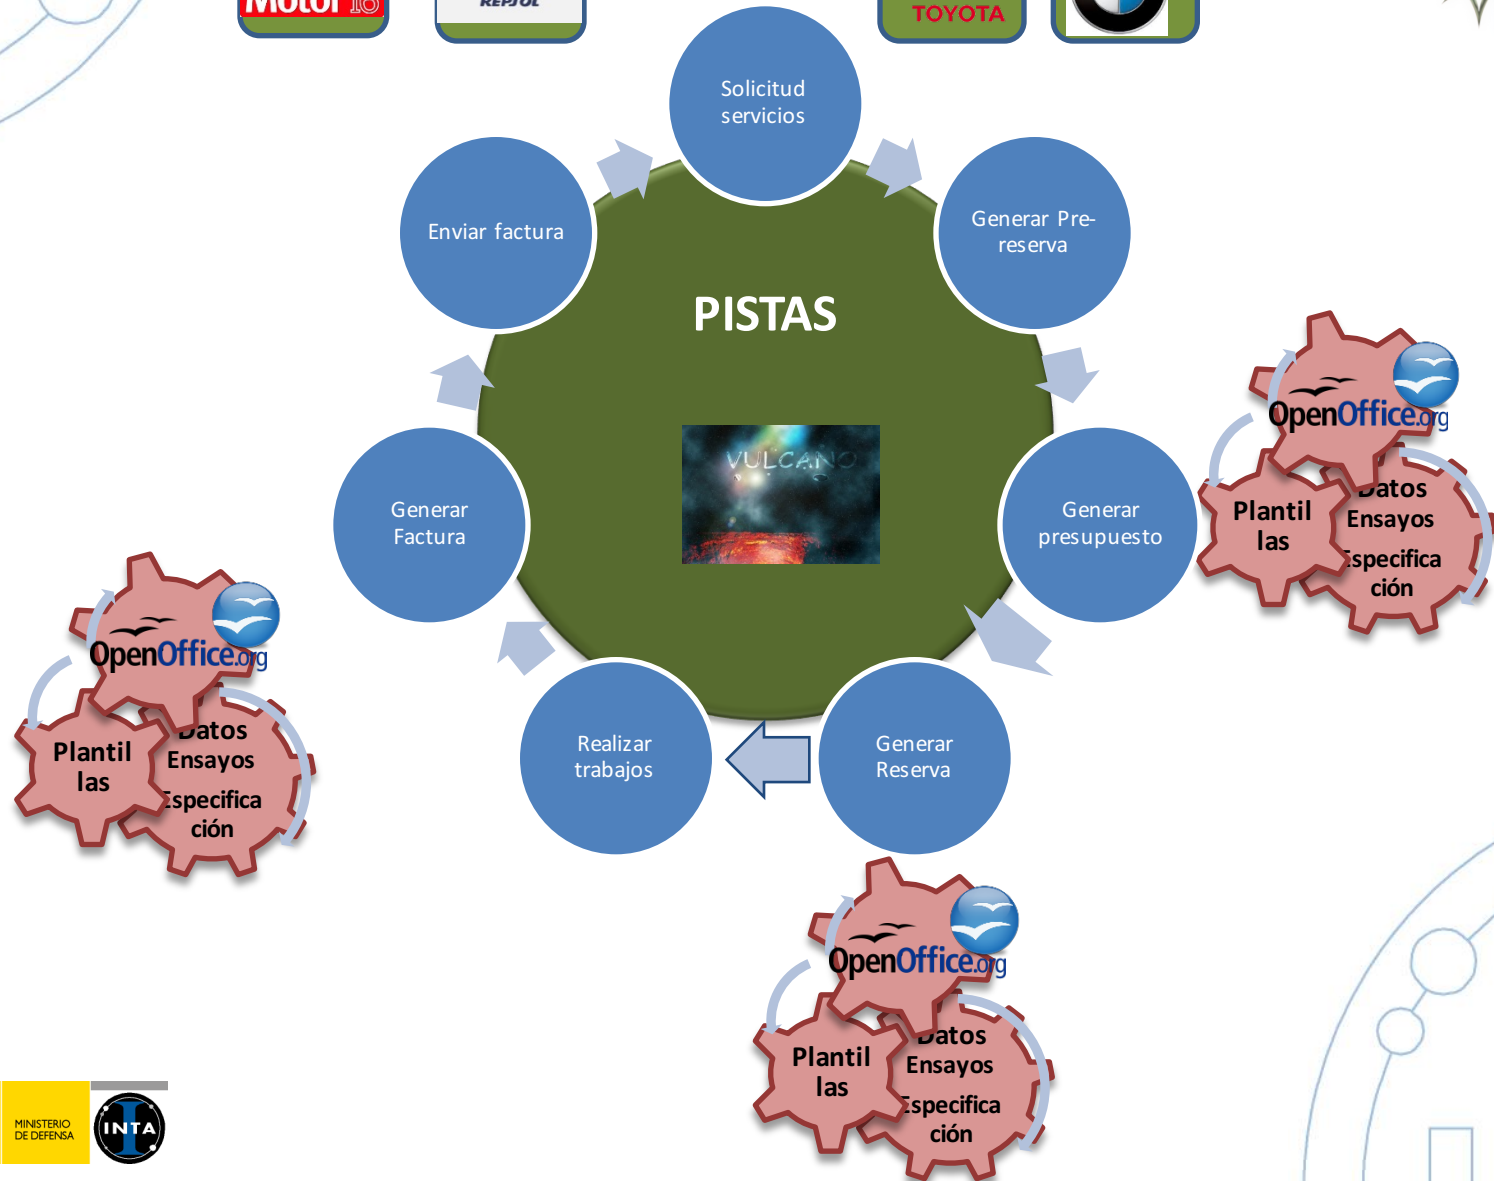 Motor 16
REPSOL
TOYOTA
Solicitud
servicios
Enviar factura
Generar Pre-
reserva
PISTAS
VULCANO
Generar
Factura
Generar
presupuesto
OpenOffice.org
Plantil
las
Datos
Ensayos
Especifica
ción
OpenOffice.org
Plantil
las
Datos
Ensayos
Especifica
ción
Realizar
trabajos
Generar
Reserva
OpenOffice.org
Plantil
las
Datos
Ensayos
Especifica
ción
MINISTERIO
DE DEFENSA
INTA